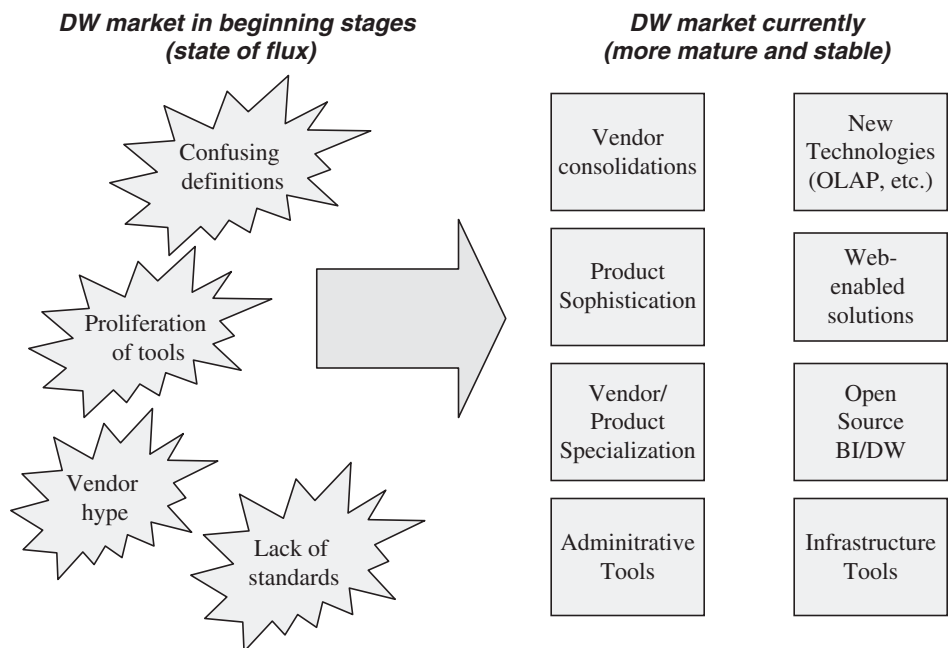 DW market in beginning stages
(state of flux)
Confusing
definitions
Proliferation
of tools
Vendor
hype
Lack of
standards
DW market currently
(more mature and stable)
Vendor
consolidations
New
Technologies
(OLAP, etc.)
Product
Sophistication
Web-
enabled
solutions
Vendor/
Product
Specialization
Open
Source
BI/DW
Adminitrative
Tools
Infrastructure
Tools